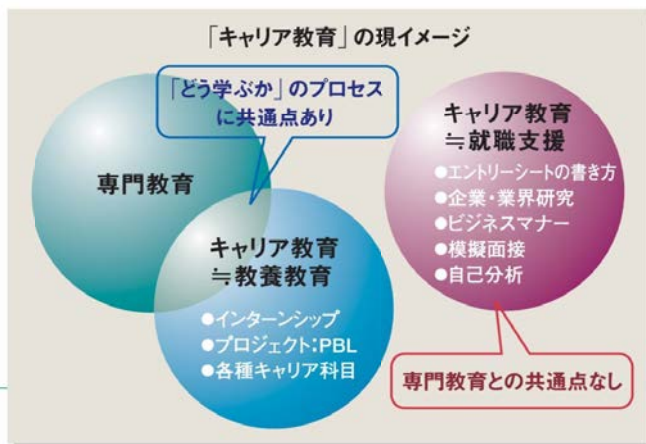 「キャリア教育」の現イメージ
「どう学ぶか」のプロセス
に共通点あり
専門教育
キャリア教育
≒教養教育
●インターンシップ
●プロジェクト：PBL
●各種キャリア科目
キャリア教育
≒就職支援
●エントリーシートの書き方
●企業・業界研究
●ビジネスマナー
●模擬面接
●自己分析
専門教育との共通点なし